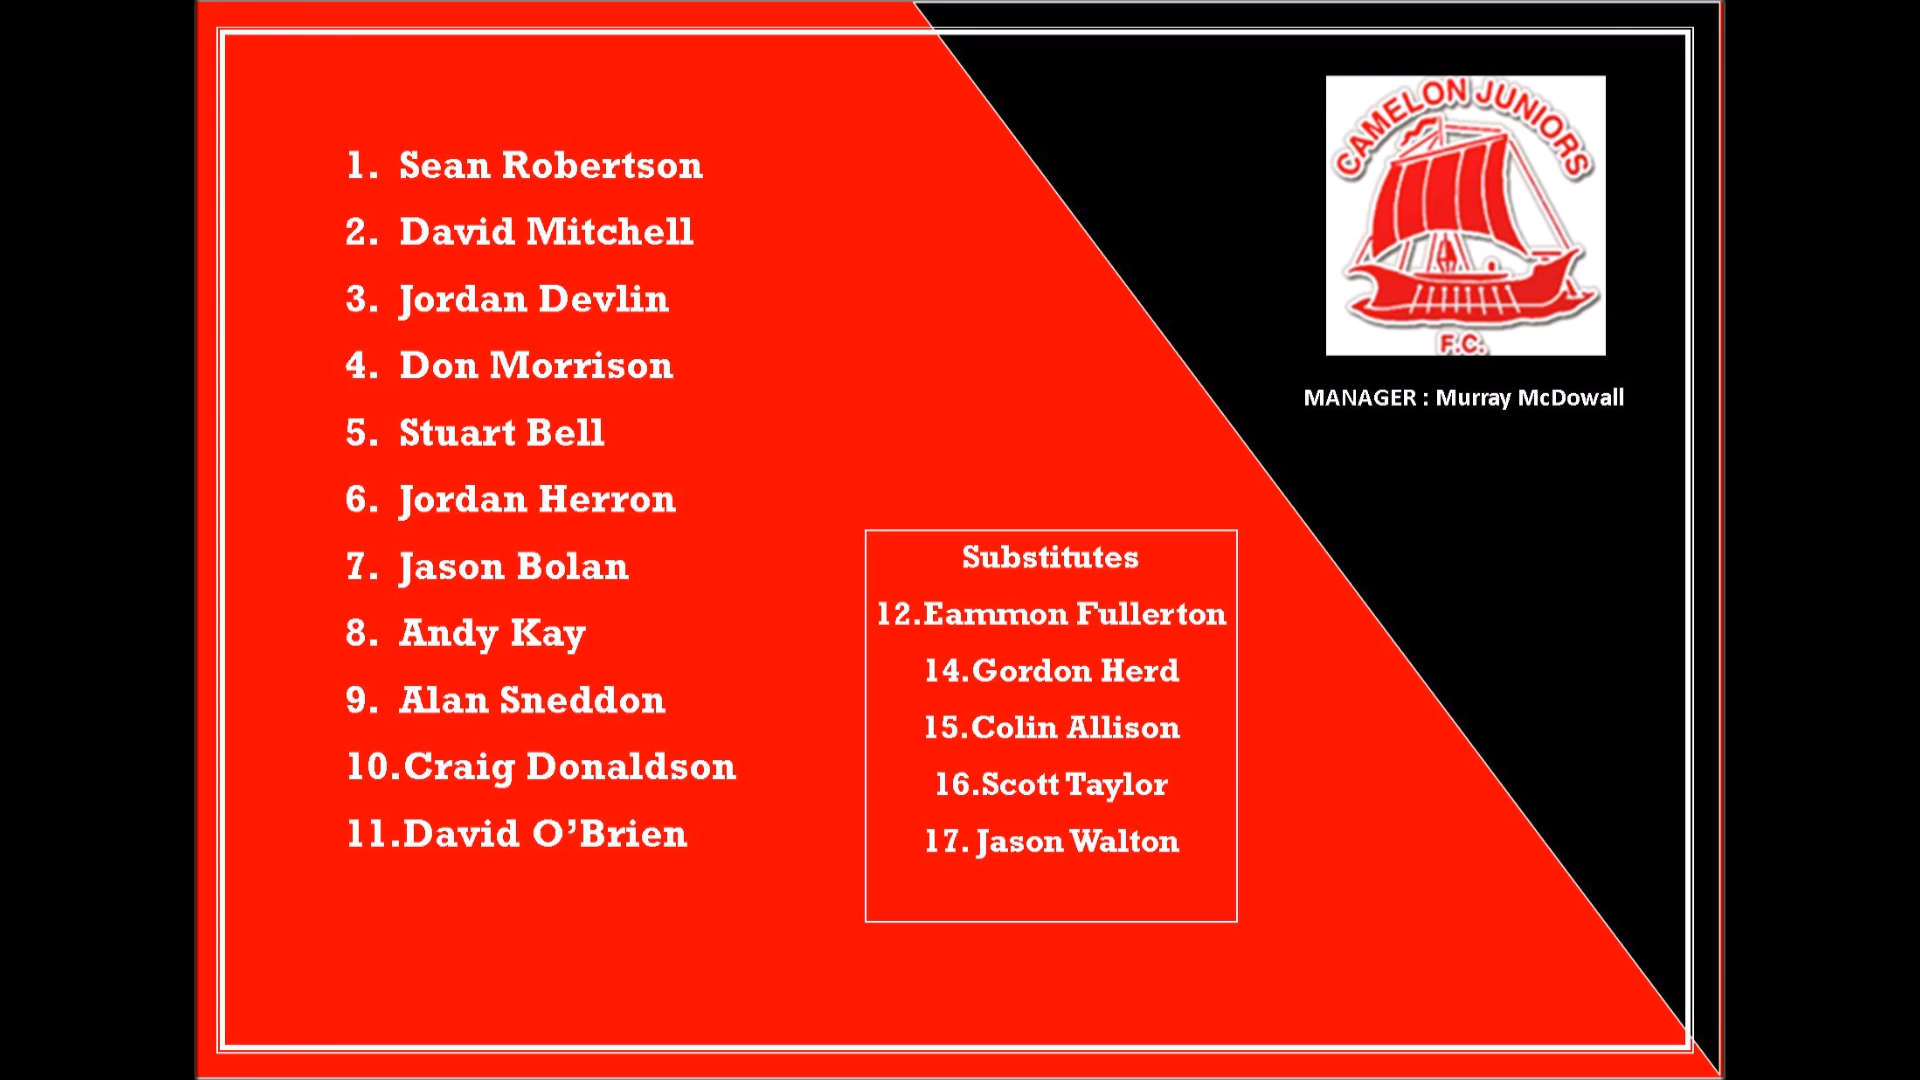 1. Sean Robertson
2. David Mitchell
3. Jordan Devlin
4. Don Morrison
5. Stuart Bell
6. Jordan Herron
7. Jason Bolan
8. Andy Kay
9. Alan Sneddon
10.Craig Donaldson
11.David O’Brien
Substitutes
12.Eammon Fullerton
14.Gordon Herd
15.Colin Allison
16.Scott Taylor
17. Jason Walton
CAMELON JUNIORS
F.C.
MANAGER : Murray McDowall